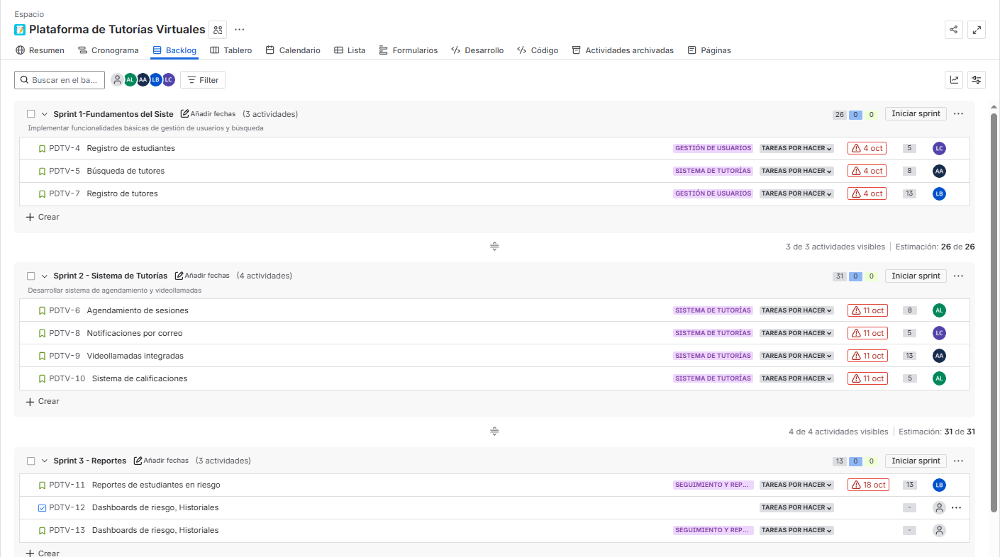 Espacio
Plataforma de Tutorías Virtuales
Resumen Cronograma Backlog Tablero Calendario Lista Formularios Desarrollo Código Actividades archivadas Páginas
Buscar en el ba... AL AA LB LC Filter
Sprint 1-Fundamentos del Siste Añadir fechas (3 actividades) 26 0 0 Iniciar sprint
Implementar funcionalidades básicas de gestión de usuarios y búsqueda
PDTV-4 Registro de estudiantes GESTIÓN DE USUARIOS TAREAS POR HACER 4 oct 5 LC
PDTV-5 Búsqueda de tutores SISTEMA DE TUTORÍAS TAREAS POR HACER 4 oct 8 AA
PDTV-7 Registro de tutores GESTIÓN DE USUARIOS TAREAS POR HACER 4 oct 13 LB
Crear
3 de 3 actividades visibles Estimación: 26 de 26
Sprint 2 - Sistema de Tutorías Añadir fechas (4 actividades) 31 0 0 Iniciar sprint
Desarrollar sistema de agendamiento y videollamadas
PDTV-6 Agendamiento de sesiones SISTEMA DE TUTORÍAS TAREAS POR HACER 11 oct 8 AL
PDTV-8 Notificaciones por correo SISTEMA DE TUTORÍAS TAREAS POR HACER 11 oct 5 LC
PDTV-9 Videollamadas integradas SISTEMA DE TUTORÍAS TAREAS POR HACER 11 oct 13 AA
PDTV-10 Sistema de calificaciones SISTEMA DE TUTORÍAS TAREAS POR HACER 11 oct 5 AL
Crear
4 de 4 actividades visibles Estimación: 31 de 31
Sprint 3 - Reportes Añadir fechas (3 actividades) 13 0 0 Iniciar sprint
PDTV-11 Reportes de estudiantes en riesgo SEGUIMIENTO Y REP... TAREAS POR HACER 18 oct 13 LB
PDTV-12 Dashboards de riesgo, Historiales TAREAS POR HACER -
PDTV-13 Dashboards de riesgo, Historiales SEGUIMIENTO Y REP... TAREAS POR HACER -
Crear